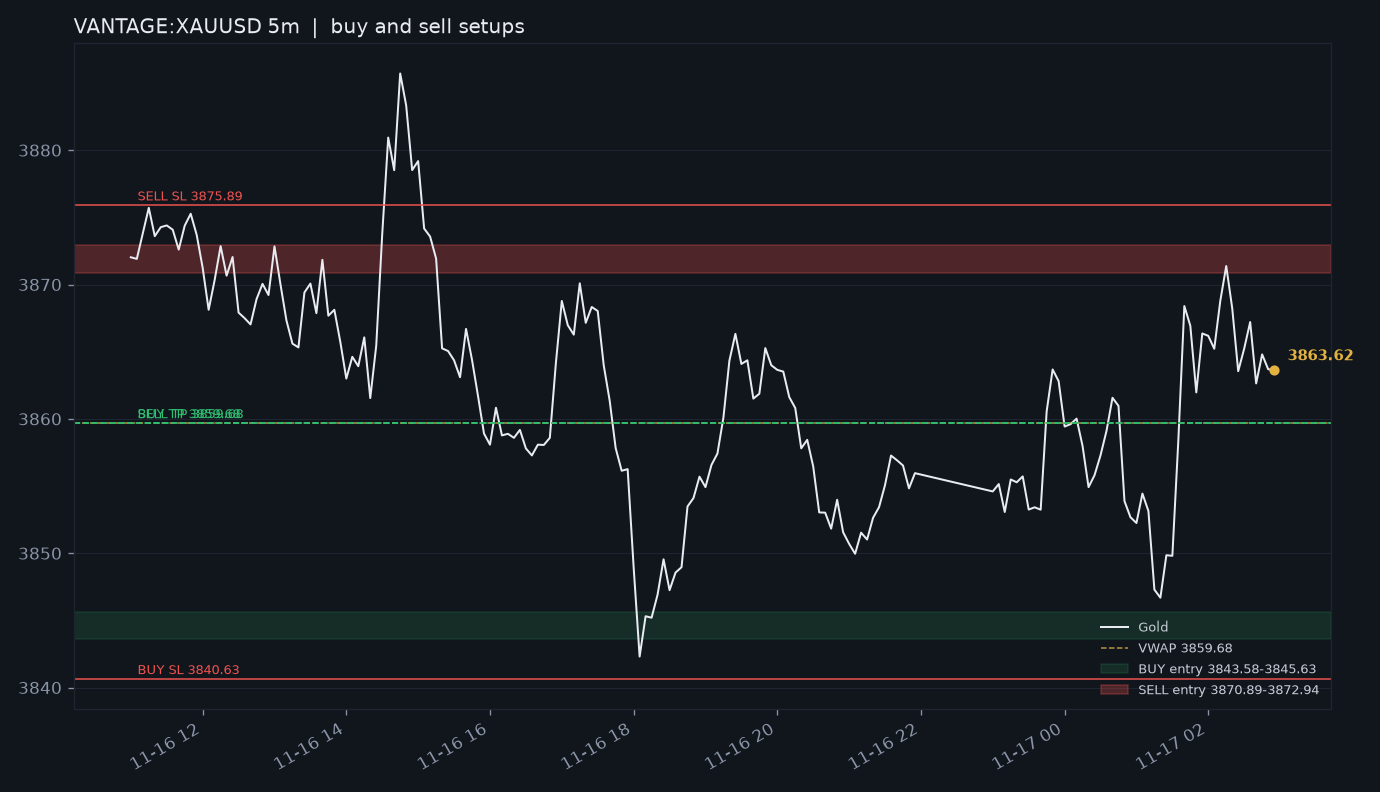 VANTAGE:XAUUSD 5m | buy and sell setups
3880
SELL SL 3875.89
3870
3863.62
3860
3859.68
3850
Gold
VWAP 3859.68
BUY entry 3843.58-3845.63
SELL entry 3870.89-3872.94
BUY SL 3840.63
3840
11-16 12
11-16 14
11-16 16
11-16 18
11-16 20
11-16 22
11-17 00
11-17 02